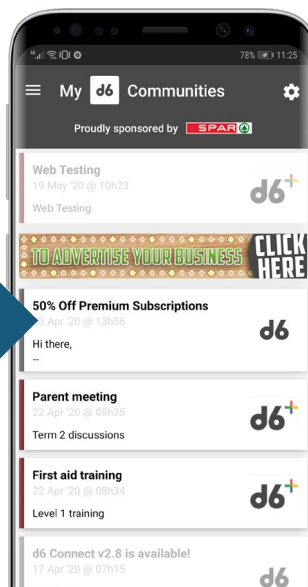 78% 11:25
My d6 Communities
Proudly sponsored by SPAR
Web Testing
19 May '20 @ 10h23
Web Testing
d6+
TO ADVERTISE YOUR BUSINESS CLICK HERE
50% Off Premium Subscriptions
3 Apr '20 @ 13h56
Hi there,
...
d6
Parent meeting
22 Apr '20 @ 08h35
Term 2 discussions
d6+
First aid training
22 Apr '20 @ 08h34
Level 1 training
d6+
d6 Connect v2.8 is available!
17 Apr '20 @ 07h15
d6